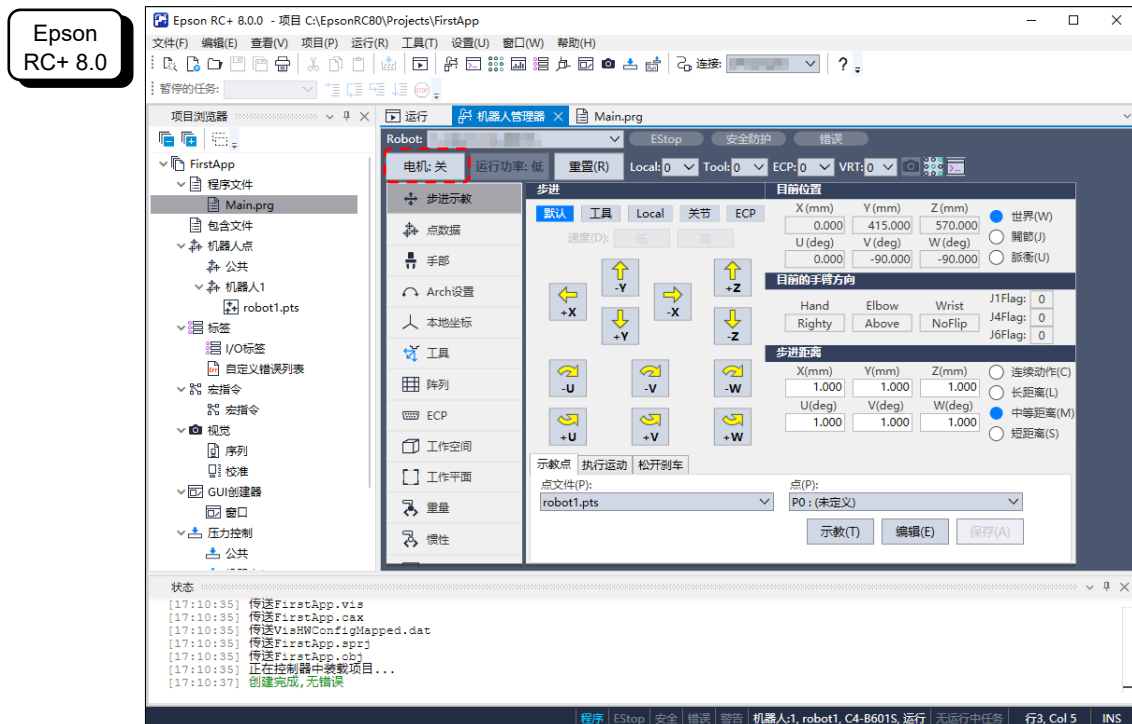 Epson
RC+ 8.0
Epson RC+ 8.0.0 - 项目 C:\EpsonRC80\Projects\FirstApp
文件(F) 编辑(E) 查看(V) 项目(P) 运行(R) 工具(T) 设置(U) 窗口(W) 帮助(H)
连接:
暂停的任务:
STOP
项目浏览器
运行 机器人管理器 Main.prg
Robot: EStop 安全防护 错误
电机: 关 运行功率: 低 重置(R) Local: 0 Tool: 0 ECP: 0 VRT: 0
FirstApp
程序文件
Main.prg
包含文件
机器人点
公共
机器人1
robot1.pts
标签
I/O标签
自定义错误列表
宏指令
宏指令
视觉
序列
校准
GUI创建器
窗口
压力控制
公共
步进示教
点数据
手部
Arch设置
本地坐标
工具
阵列
ECP
工作空间
工作平面
重量
惯性
步进
默认 工具 Local 关节 ECP
速度(D): 低 高
-Y +Z
+X -X
+Y -Z
-U -V -W
+U +V +W
目前位置
X(mm) Y(mm) Z(mm)
0.000 415.000 570.000
U(deg) V(deg) W(deg)
0.000 -90.000 -90.000
世界(W)
關節(J)
脈衝(U)
目前的手臂方向
Hand Elbow Wrist
Righty Above NoFlip
J1Flag: 0
J4Flag: 0
J6Flag: 0
步进距离
X(mm) Y(mm) Z(mm)
1.000 1.000 1.000
U(deg) V(deg) W(deg)
1.000 1.000 1.000
连续动作(C)
长距离(L)
中等距离(M)
短距离(S)
示教点 执行运动 松开刹车
点文件(P): 点(P):
robot1.pts P0 : (未定义)
示教(T) 编辑(E) 保存(A)
状态
[17:10:35] 传送FirstApp.vis
[17:10:35] 传送FirstApp.cax
[17:10:35] 传送VisHWConfigMapped.dat
[17:10:35] 传送FirstApp.sprj
[17:10:35] 传送FirstApp.obj
[17:10:35] 正在控制器中装载项目...
[17:10:37] 创建完成,无错误
程序 EStop 安全 错误 警告 机器人:1, robot1, C4-B601S, 运行 无运行中任务 行3, Col 5 INS